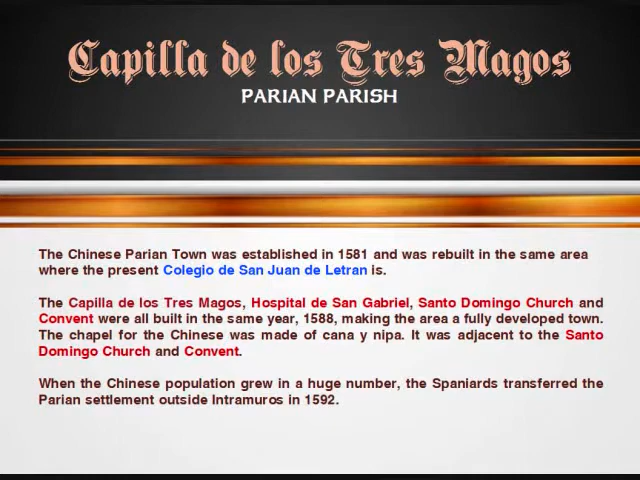 Capilla de los Tres Magos
PARIAN PARISH
The Chinese Parian Town was established in 1581 and was rebuilt in the same area
where the present Colegio de San Juan de Letran is.
The Capilla de los Tres Magos, Hospital de San Gabriel, Santo Domingo Church and
Convent were all built in the same year, 1588, making the area a fully developed town.
The chapel for the Chinese was made of cana y nipa. It was adjacent to the Santo
Domingo Church and Convent.
When the Chinese population grew in a huge number, the Spaniards transferred the
Parian settlement outside Intramuros in 1592.